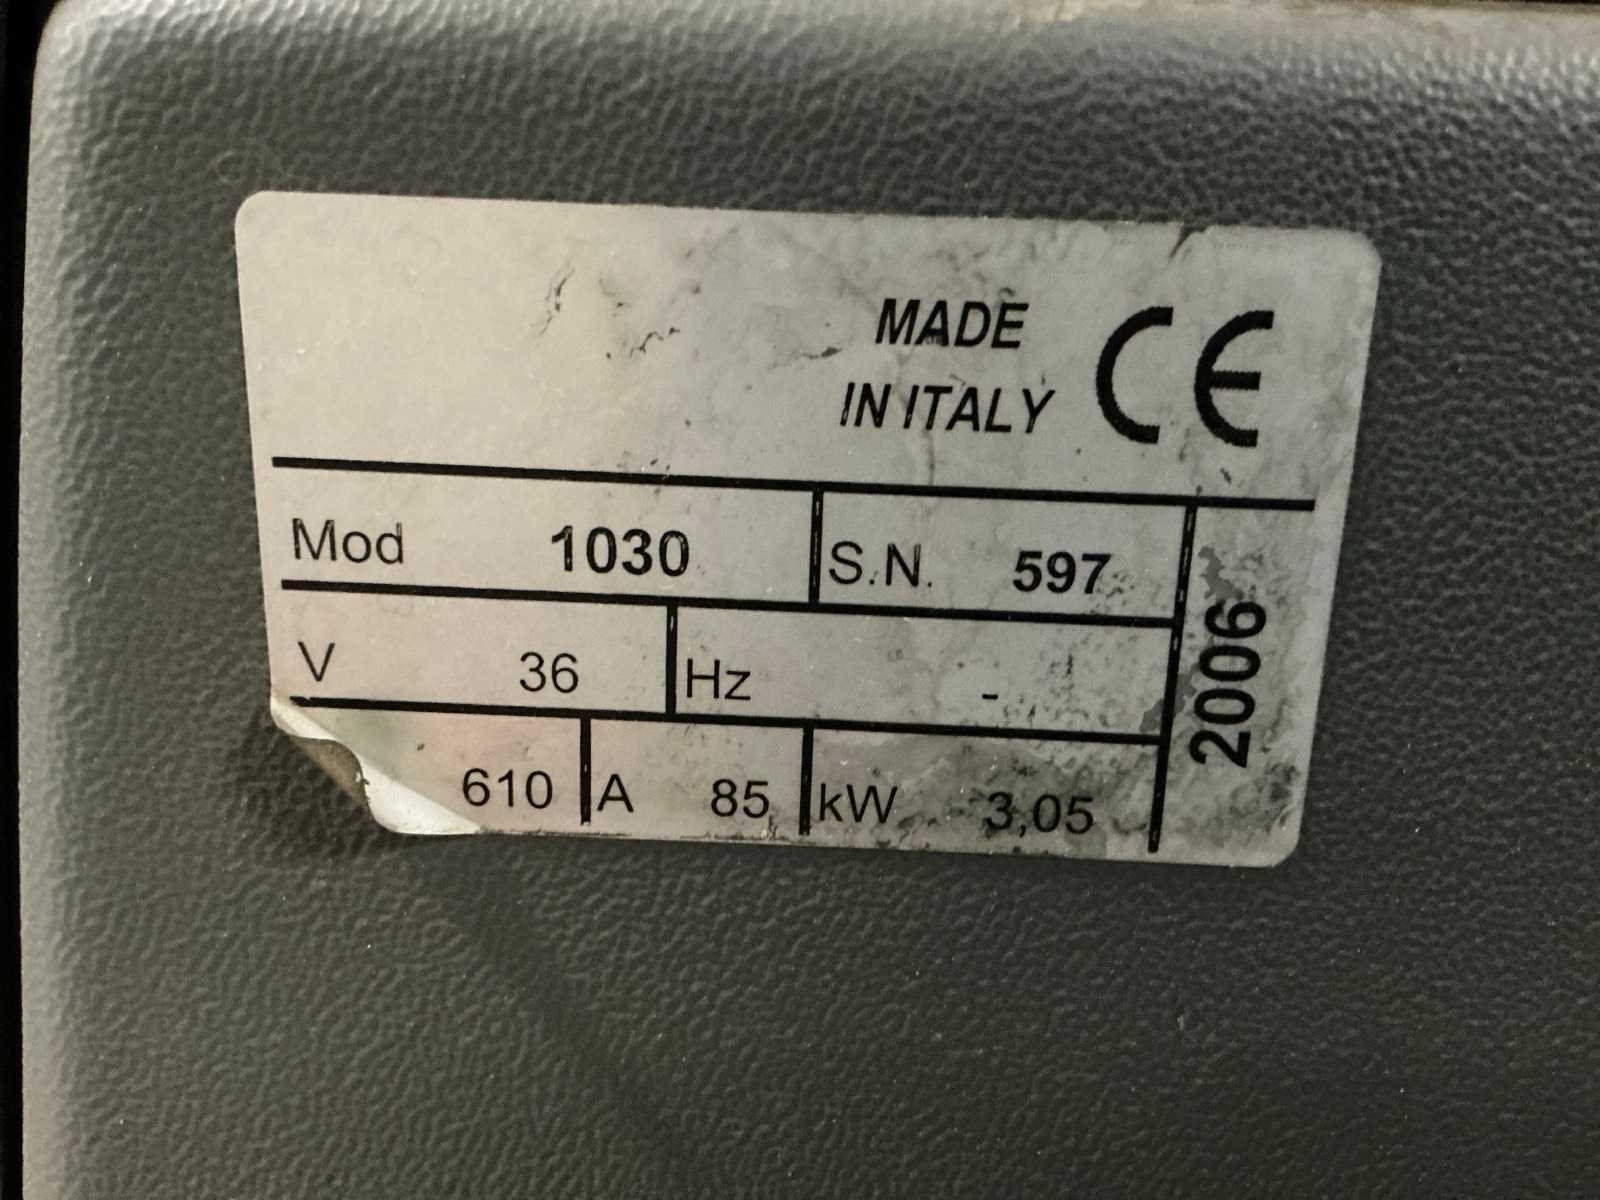 MADE
IN ITALY CE
Mod 1030 S.N. 597
V 36 Hz -
610 A 85 kW 3,05
2006